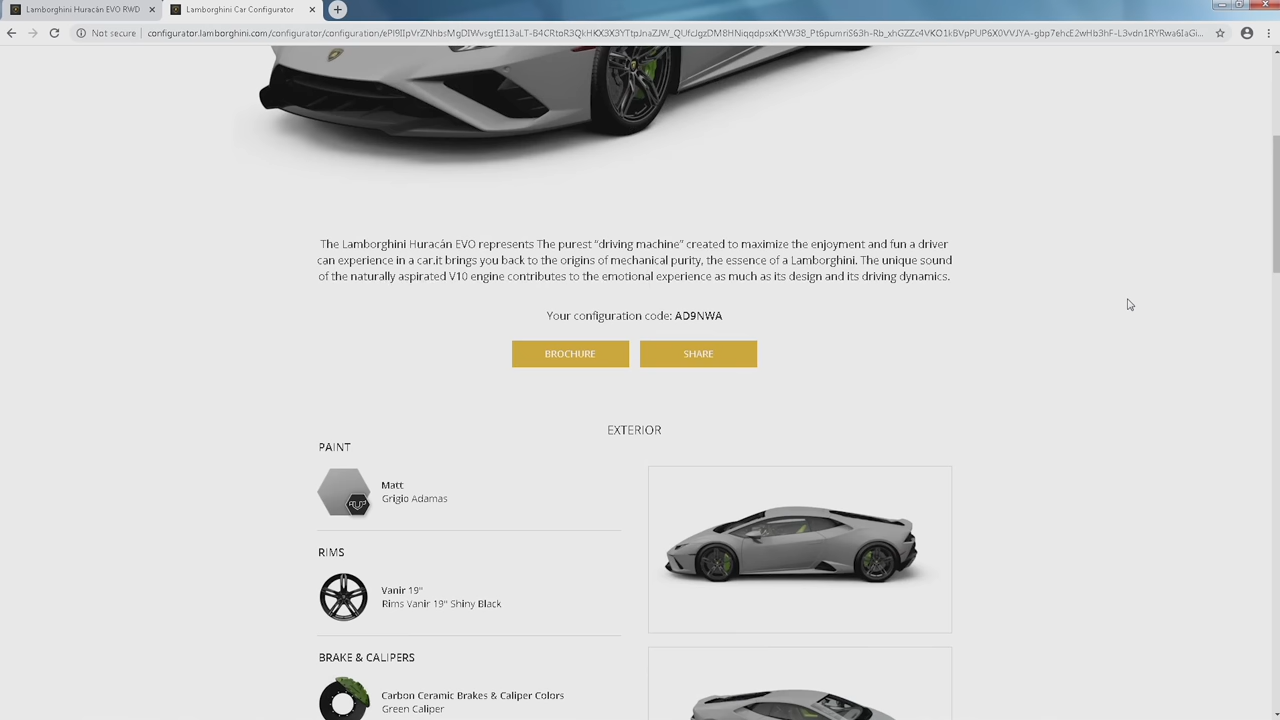 Lamborghini Huracán EVO RWD
Lamborghini Car Configurator
Not secure
The Lamborghini Huracán EVO represents The purest “driving machine” created to maximize the enjoyment and fun a driver
can experience in a car.it brings you back to the origins of mechanical purity, the essence of a Lamborghini. The unique sound
of the naturally aspirated V10 engine contributes to the emotional experience as much as its design and its driving dynamics.
Your configuration code: AD9NWA
BROCHURE
SHARE
EXTERIOR
PAINT
Matt
Grigio Adamas
RIMS
Vanir 19"
Rims Vanir 19" Shiny Black
BRAKE & CALIPERS
Carbon Ceramic Brakes & Caliper Colors
Green Caliper